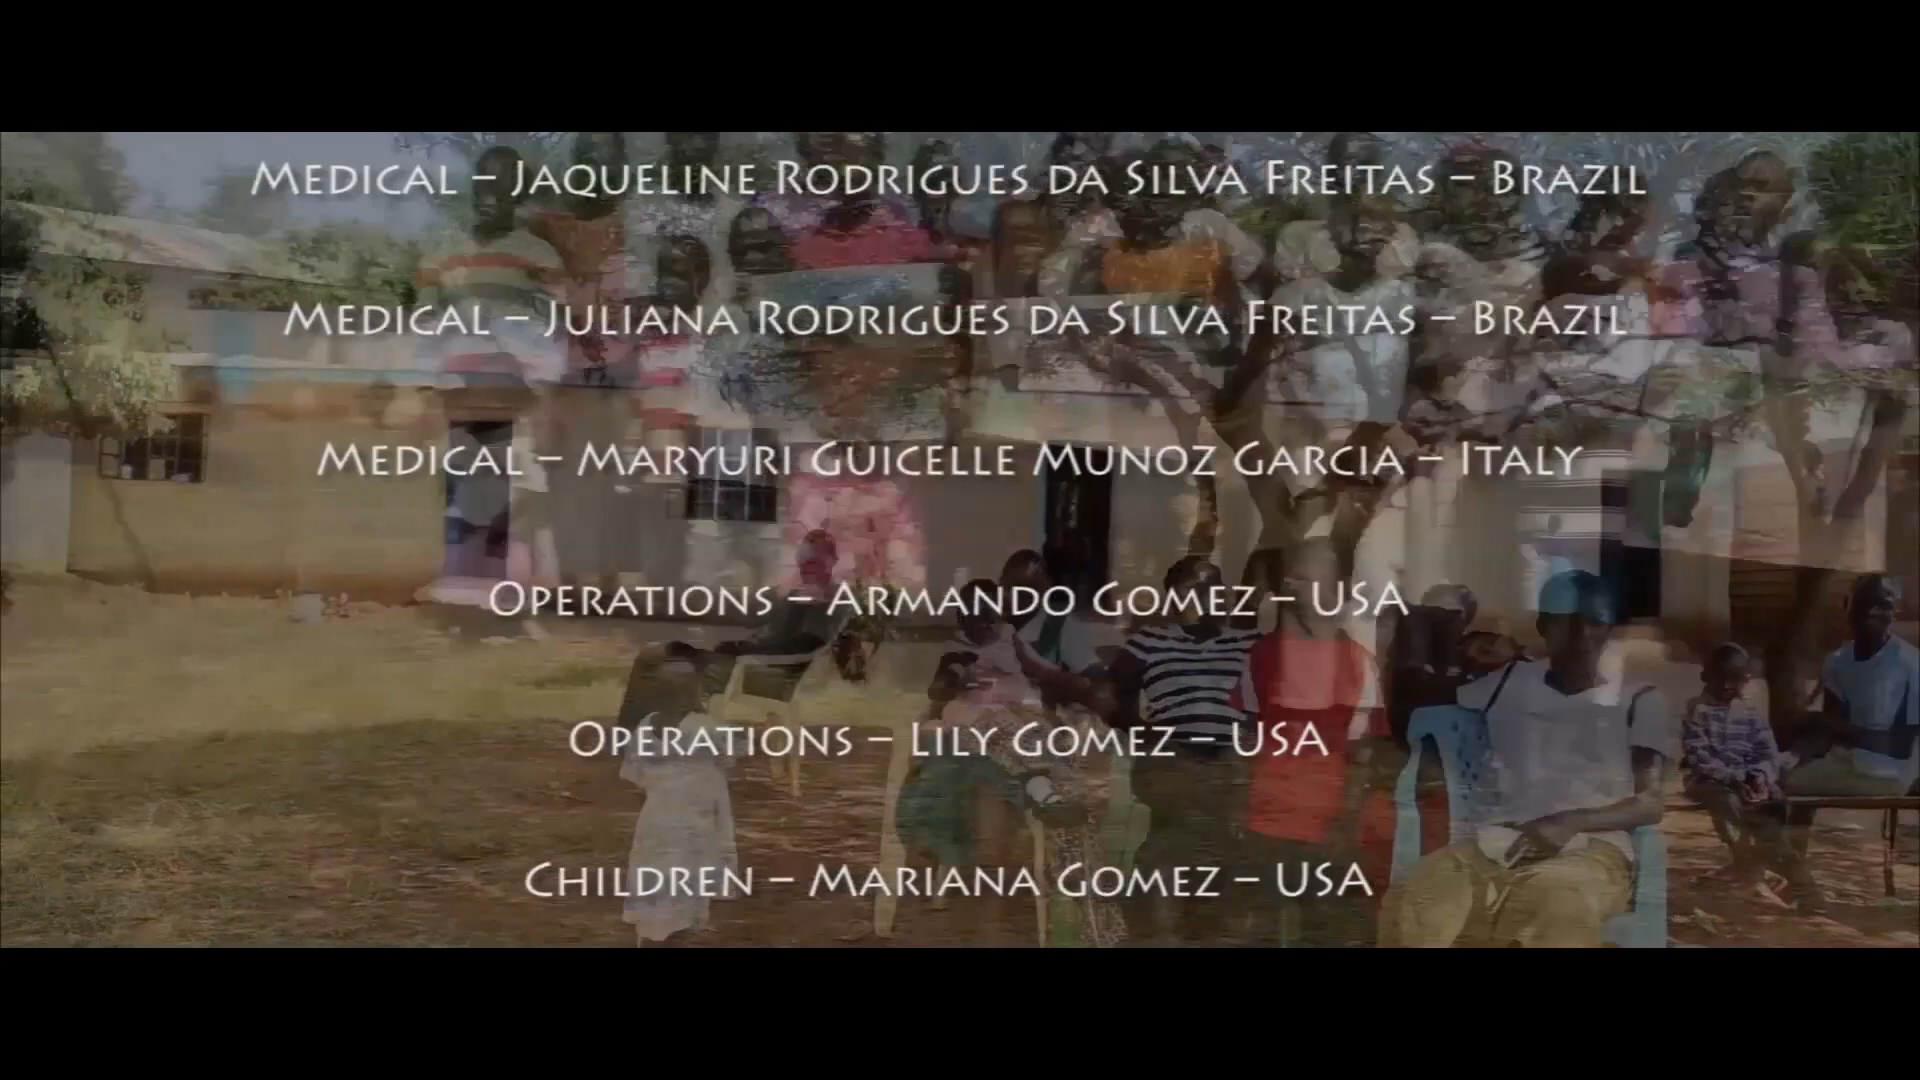 Medical – Jaqueline Rodrigues da Silva Freitas – Brazil
Medical – Juliana Rodrigues da Silva Freitas – Brazil
Medical – Maryuri Guicelle Munoz Garcia – Italy
Operations – Armando Gomez – USA
Operations – Lily Gomez – USA
Children – Mariana Gomez – USA